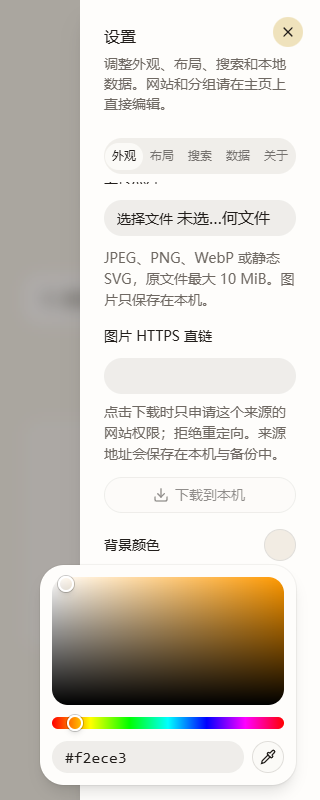 设置
调整外观、布局、搜索和本地
数据。网站和分组请在主页上
直接编辑。
外观 布局 搜索 数据 关于
选择文件 未选...何文件
JPEG、PNG、WebP 或静态
SVG，原文件最大 10 MiB。图
片只保存在本机。
图片 HTTPS 直链
点击下载时只申请这个来源的
网站权限；拒绝重定向。来源
地址会保存在本机与备份中。
下载到本机
背景颜色
#f2ece3